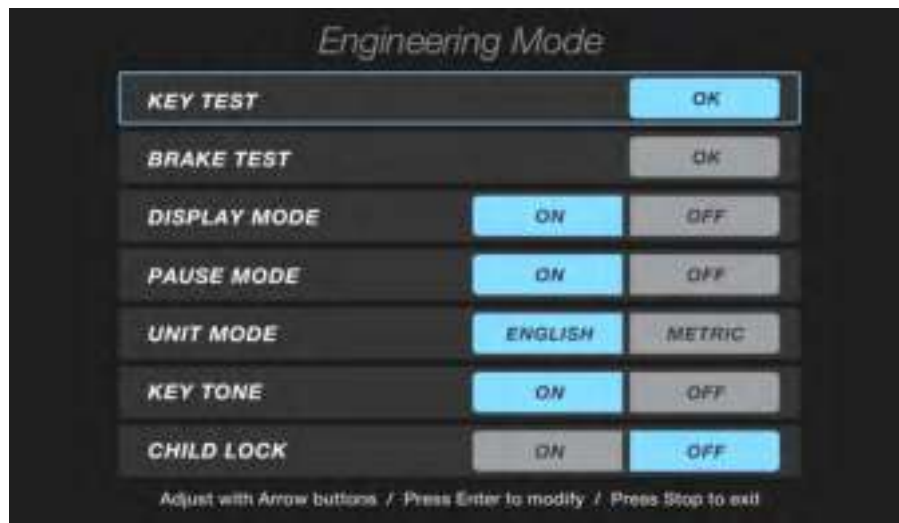 Engineering Mode
KEY TEST OK
BRAKE TEST OK
DISPLAY MODE ON OFF
PAUSE MODE ON OFF
UNIT MODE ENGLISH METRIC
KEY TONE ON OFF
CHILD LOCK ON OFF
Adjust with Arrow buttons / Press Enter to modify / Press Stop to exit